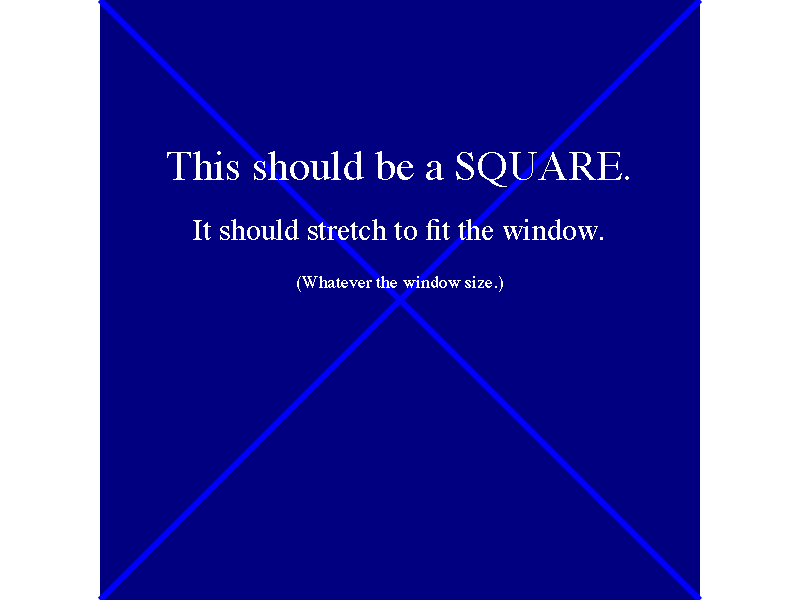 This should be a SQUARE.
It should stretch to fit the window.
(Whatever the window size.)